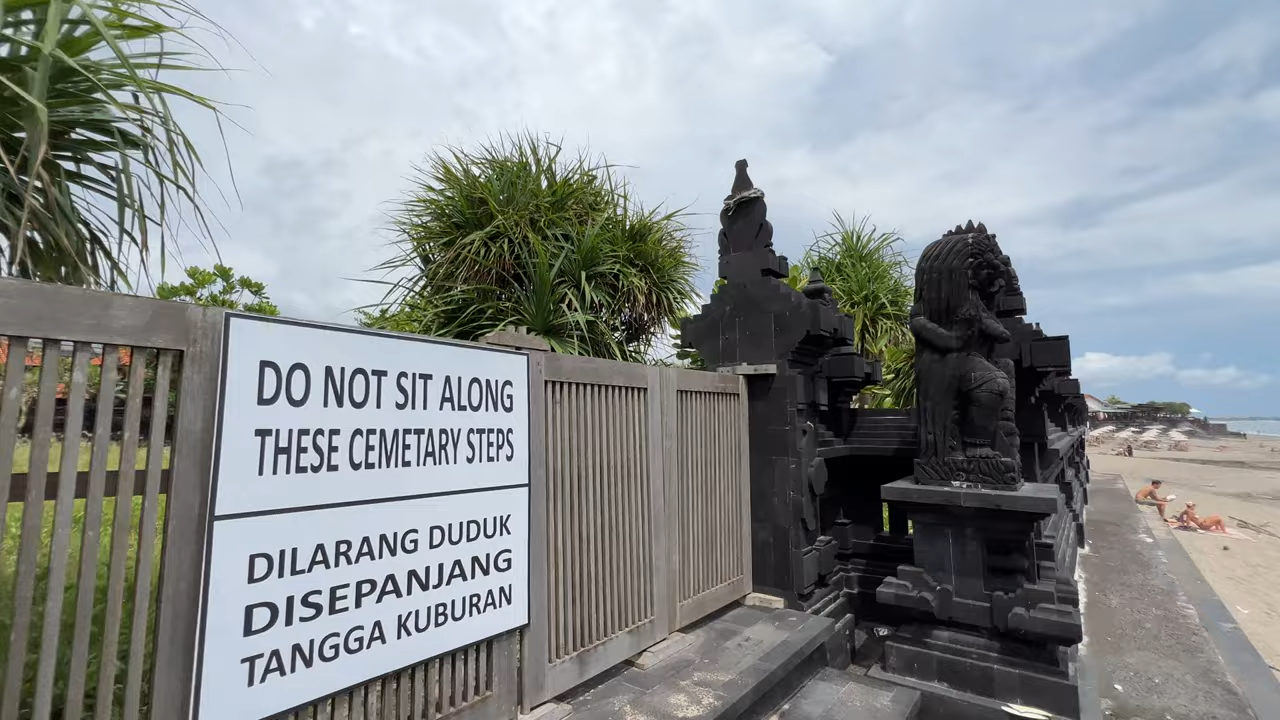 DO NOT SIT ALONG
THESE CEMETARY STEPS
DILARANG DUDUK
DISEPANJANG
TANGGA KUBURAN